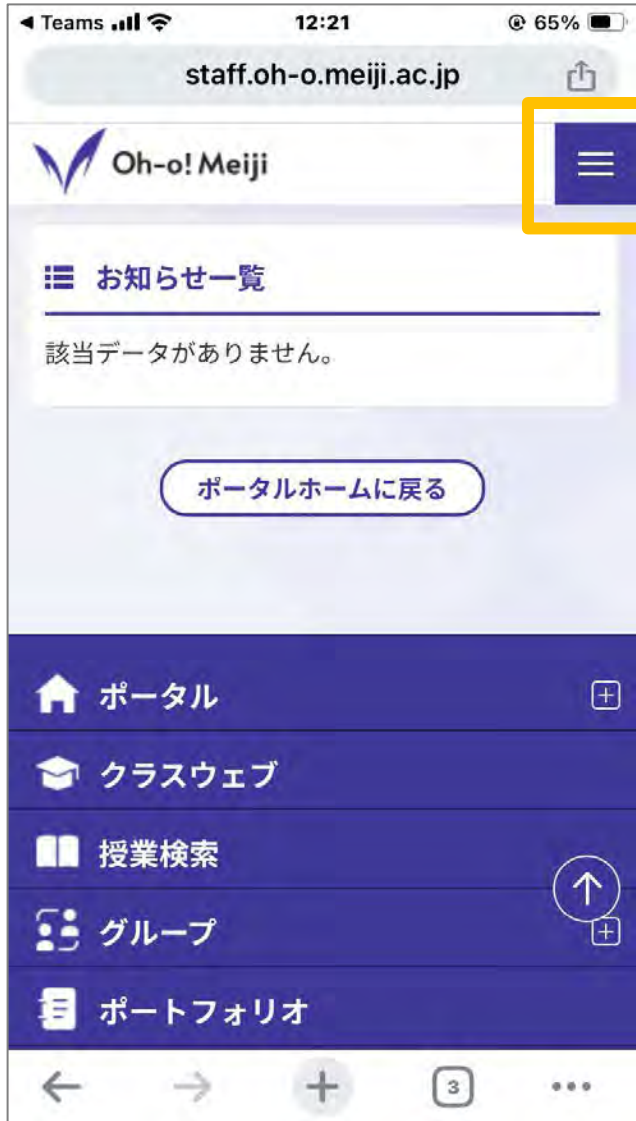 Teams
12:21
65%
staff.oh-o.meiji.ac.jp
Oh-o! Meiji
お知らせ一覧
該当データがありません。
ポータルホームに戻る
ポータル
クラスウェブ
授業検索
グループ
ポートフォリオ
3